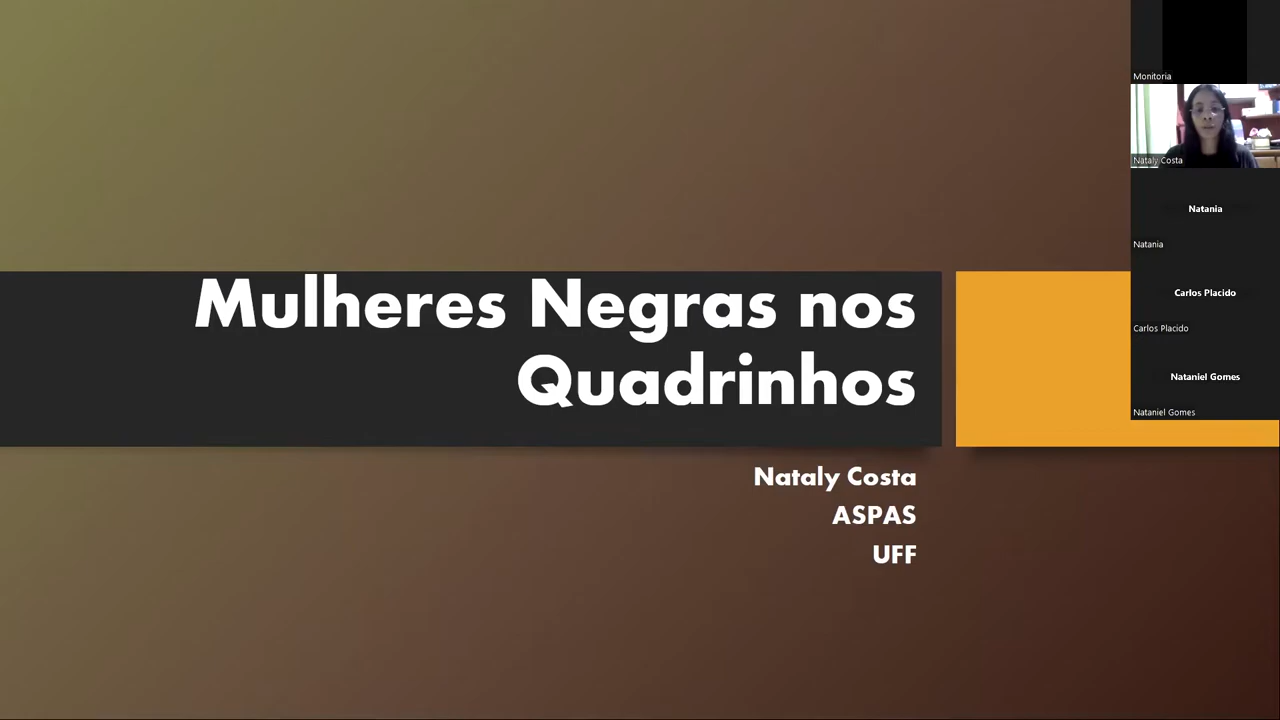 Mulheres Negras nos
Quadrinhos
Nataly Costa
ASPAS
UFF
Monitoria
Nataly Costa
Natania
Natania
Carlos Placido
Carlos Placido
Nataniel Gomes
Nataniel Gomes